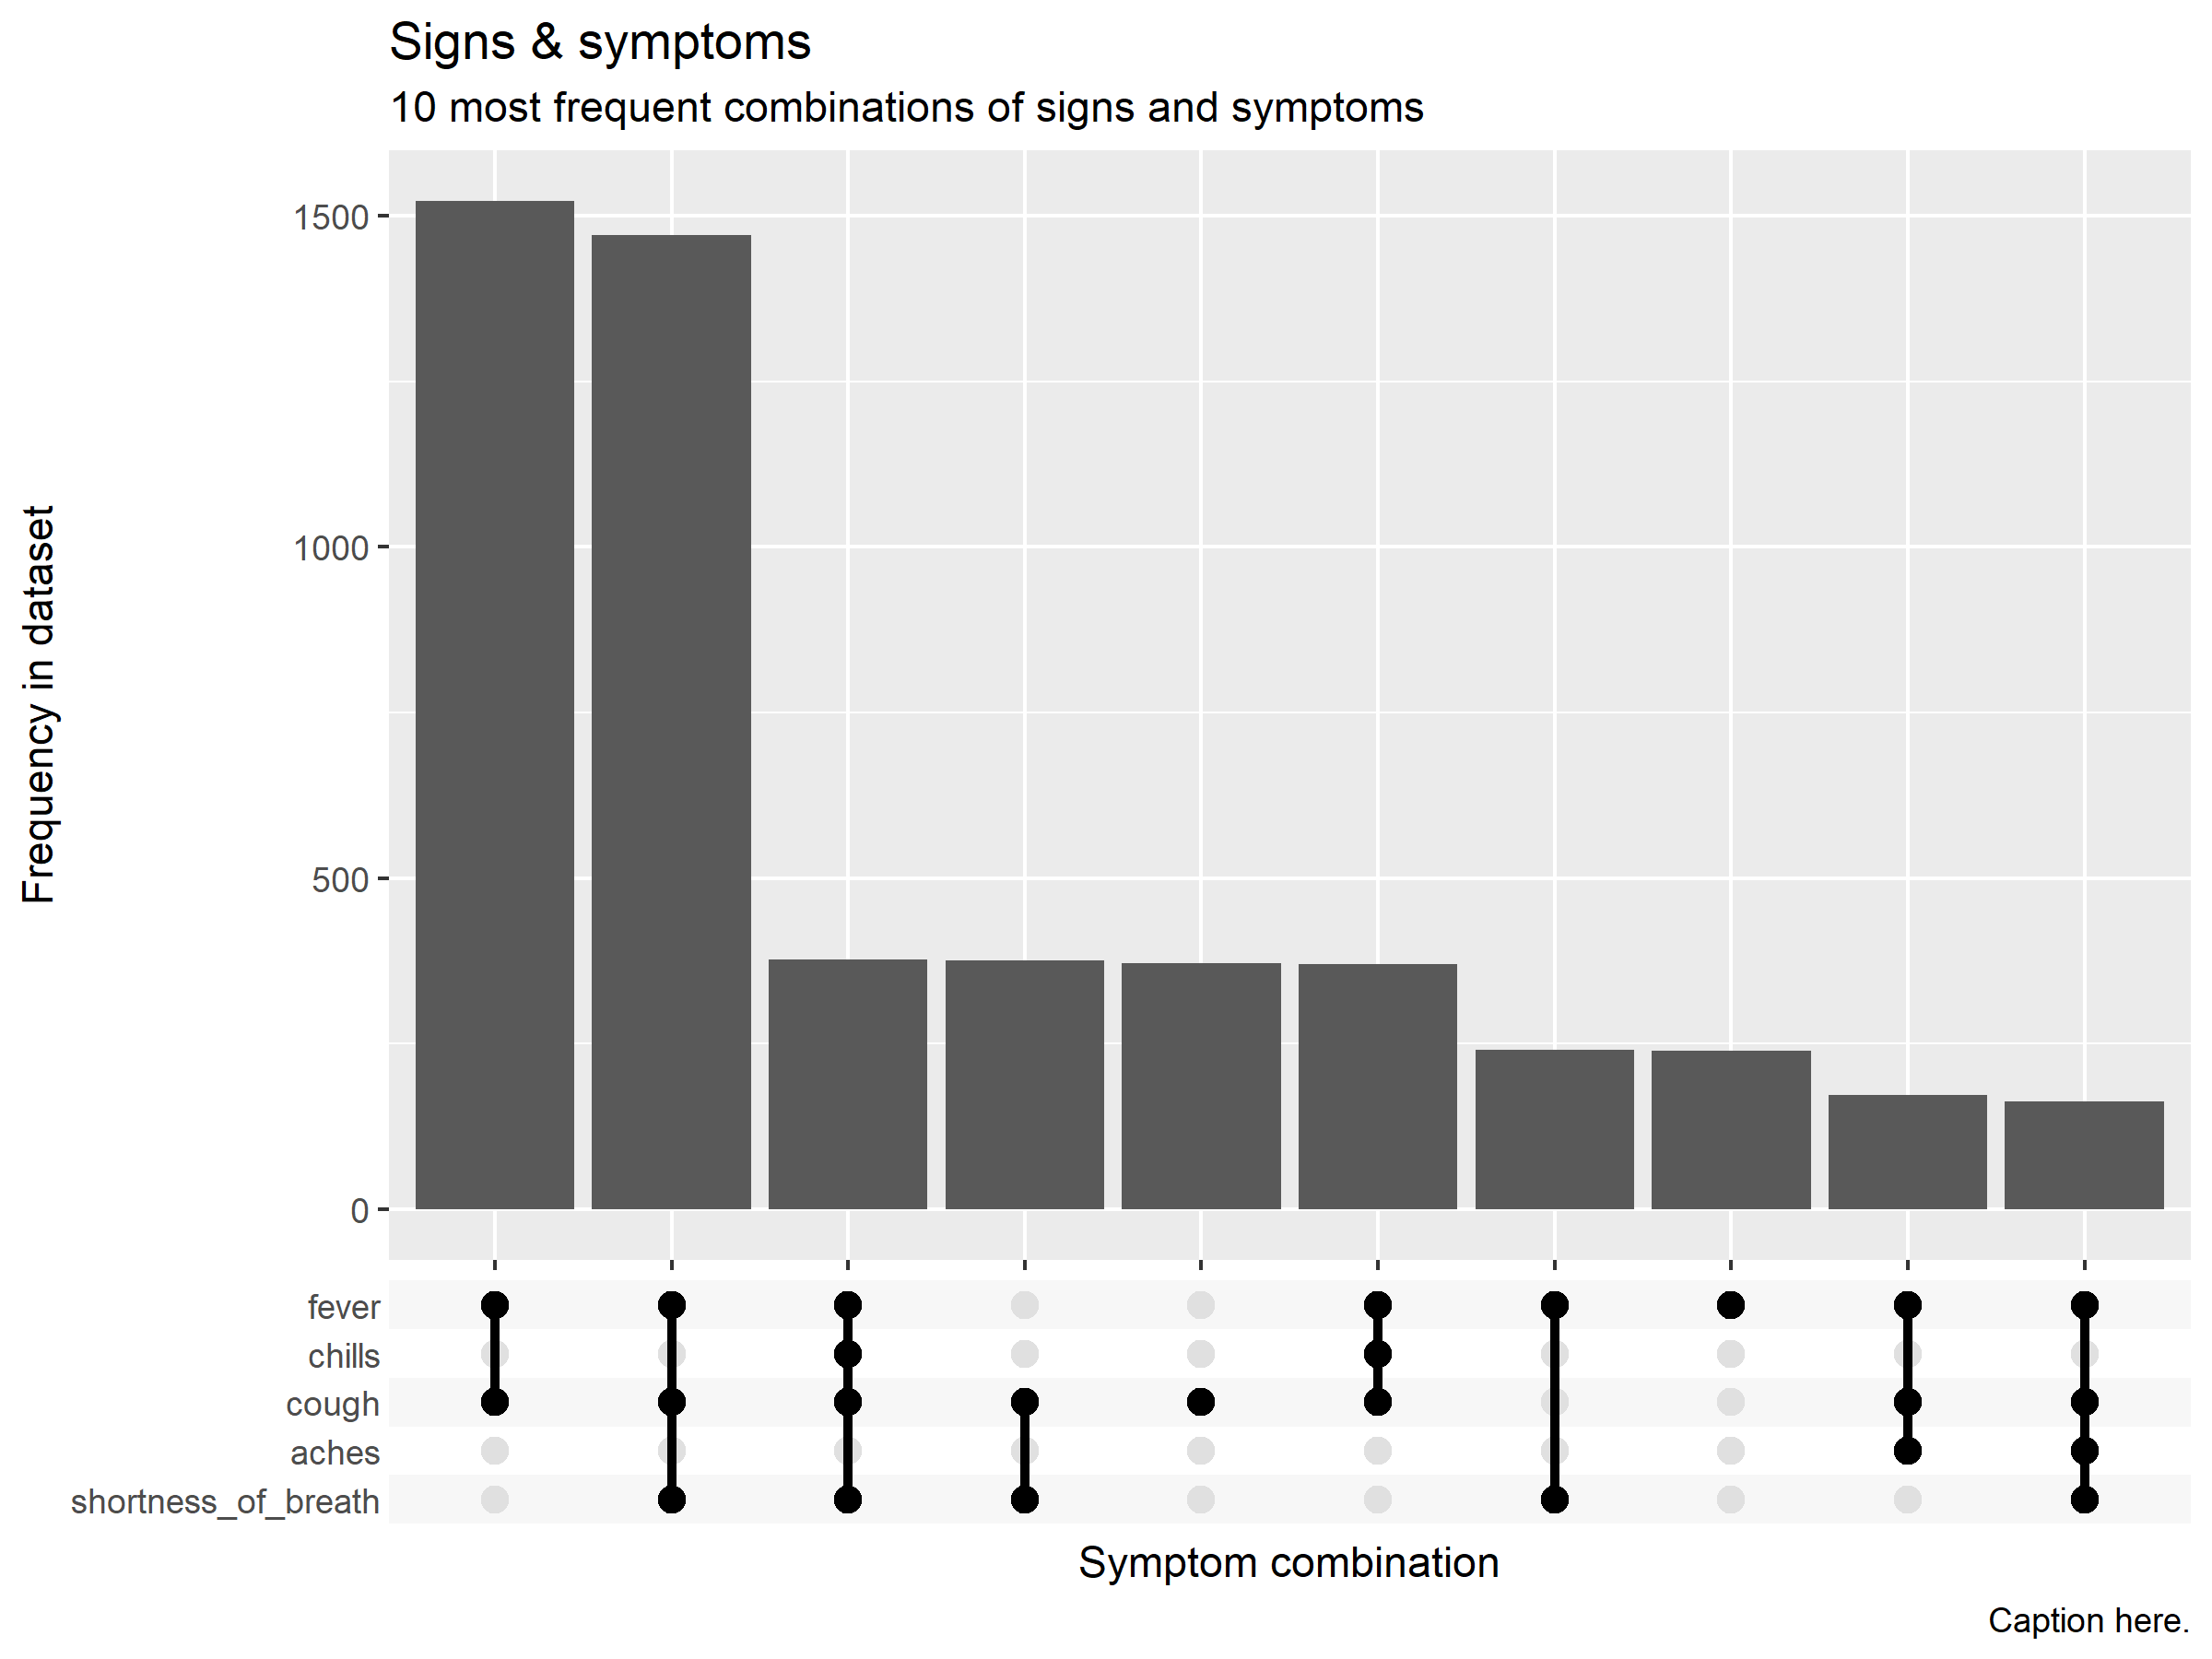 Signs & symptoms
10 most frequent combinations of signs and symptoms
Frequency in dataset
1500
1000
500
0
fever
chills
cough
aches
shortness_of_breath
Symptom combination
Caption here.